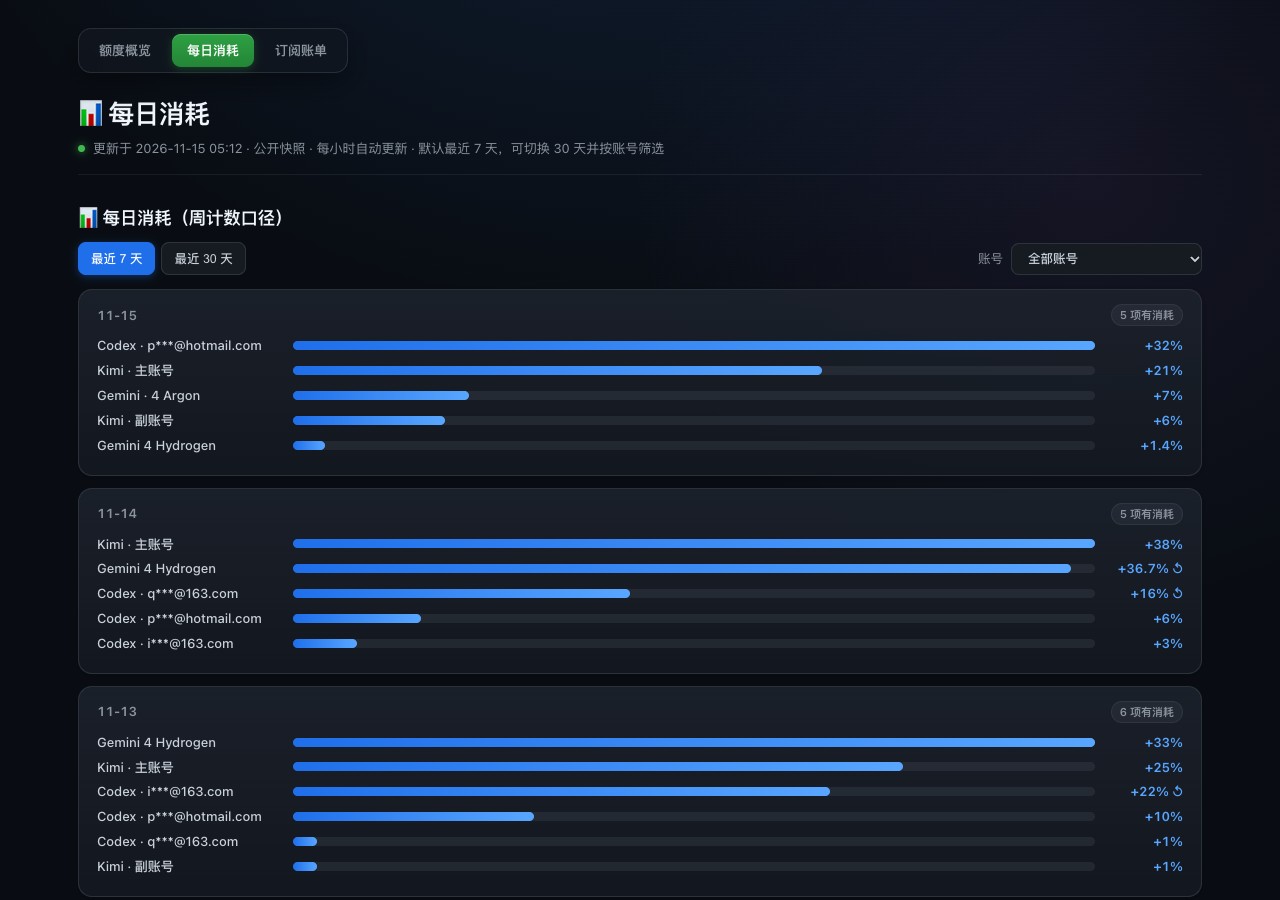 额度概览 每日消耗 订阅账单
📊 每日消耗
更新于 2026-11-15 05:12 · 公开快照 · 每小时自动更新 · 默认最近 7 天，可切换 30 天并按账号筛选
📊 每日消耗（周计数口径）
最近 7 天 最近 30 天 账号 全部账号
11-15 5 项有消耗
Codex · p***@hotmail.com +32%
Kimi · 主账号 +21%
Gemini · 4 Argon +7%
Kimi · 副账号 +6%
Gemini 4 Hydrogen +1.4%
11-14 5 项有消耗
Kimi · 主账号 +38%
Gemini 4 Hydrogen +36.7% ↺
Codex · q***@163.com +16% ↺
Codex · p***@hotmail.com +6%
Codex · i***@163.com +3%
11-13 6 项有消耗
Gemini 4 Hydrogen +33%
Kimi · 主账号 +25%
Codex · i***@163.com +22% ↺
Codex · p***@hotmail.com +10%
Codex · q***@163.com +1%
Kimi · 副账号 +1%